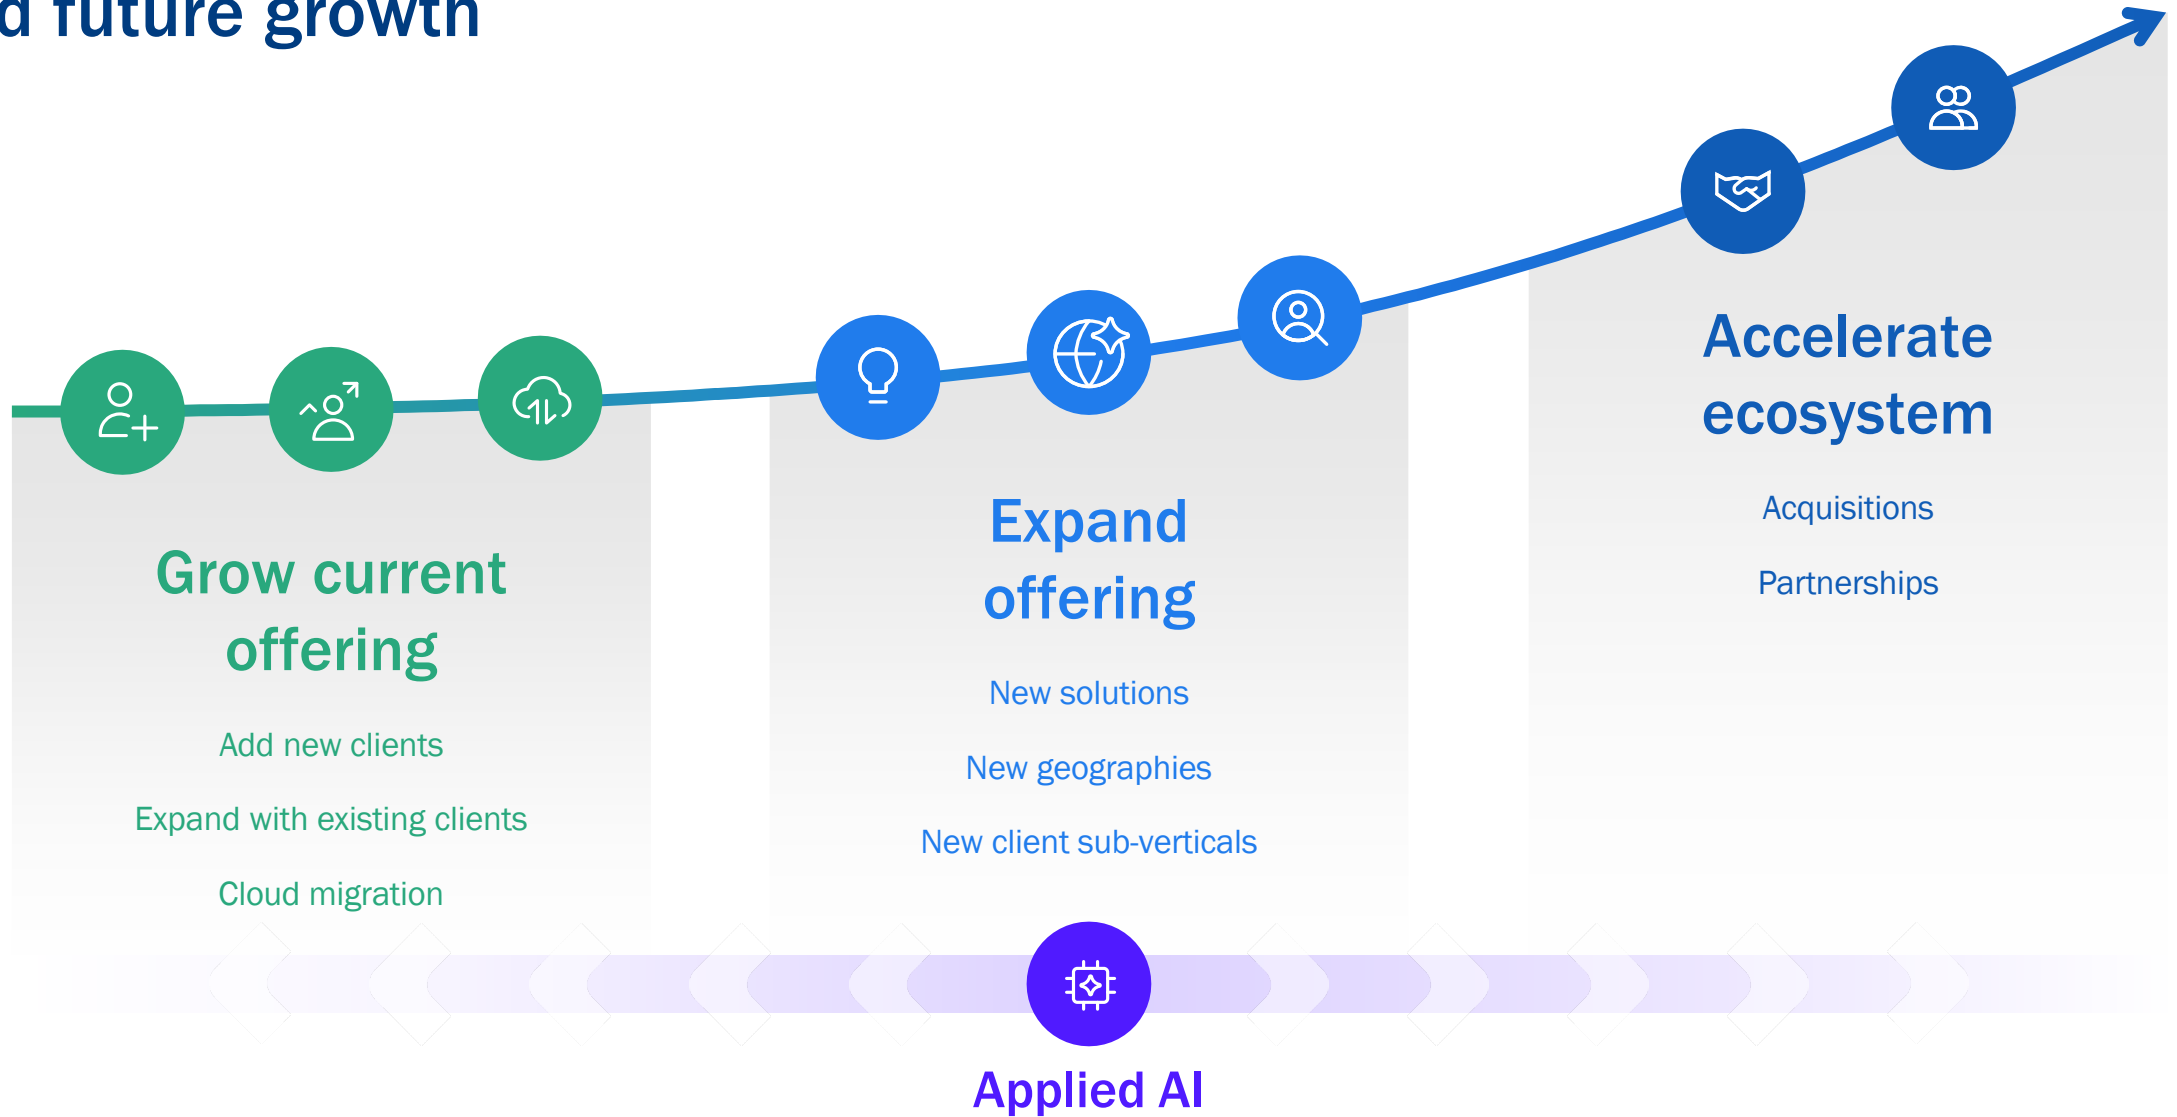 future growth
Grow current
offering
Add new clients
Expand with existing clients
Cloud migration
Expand
offering
New solutions
New geographies
New client sub-verticals
Accelerate
ecosystem
Acquisitions
Partnerships
Applied AI